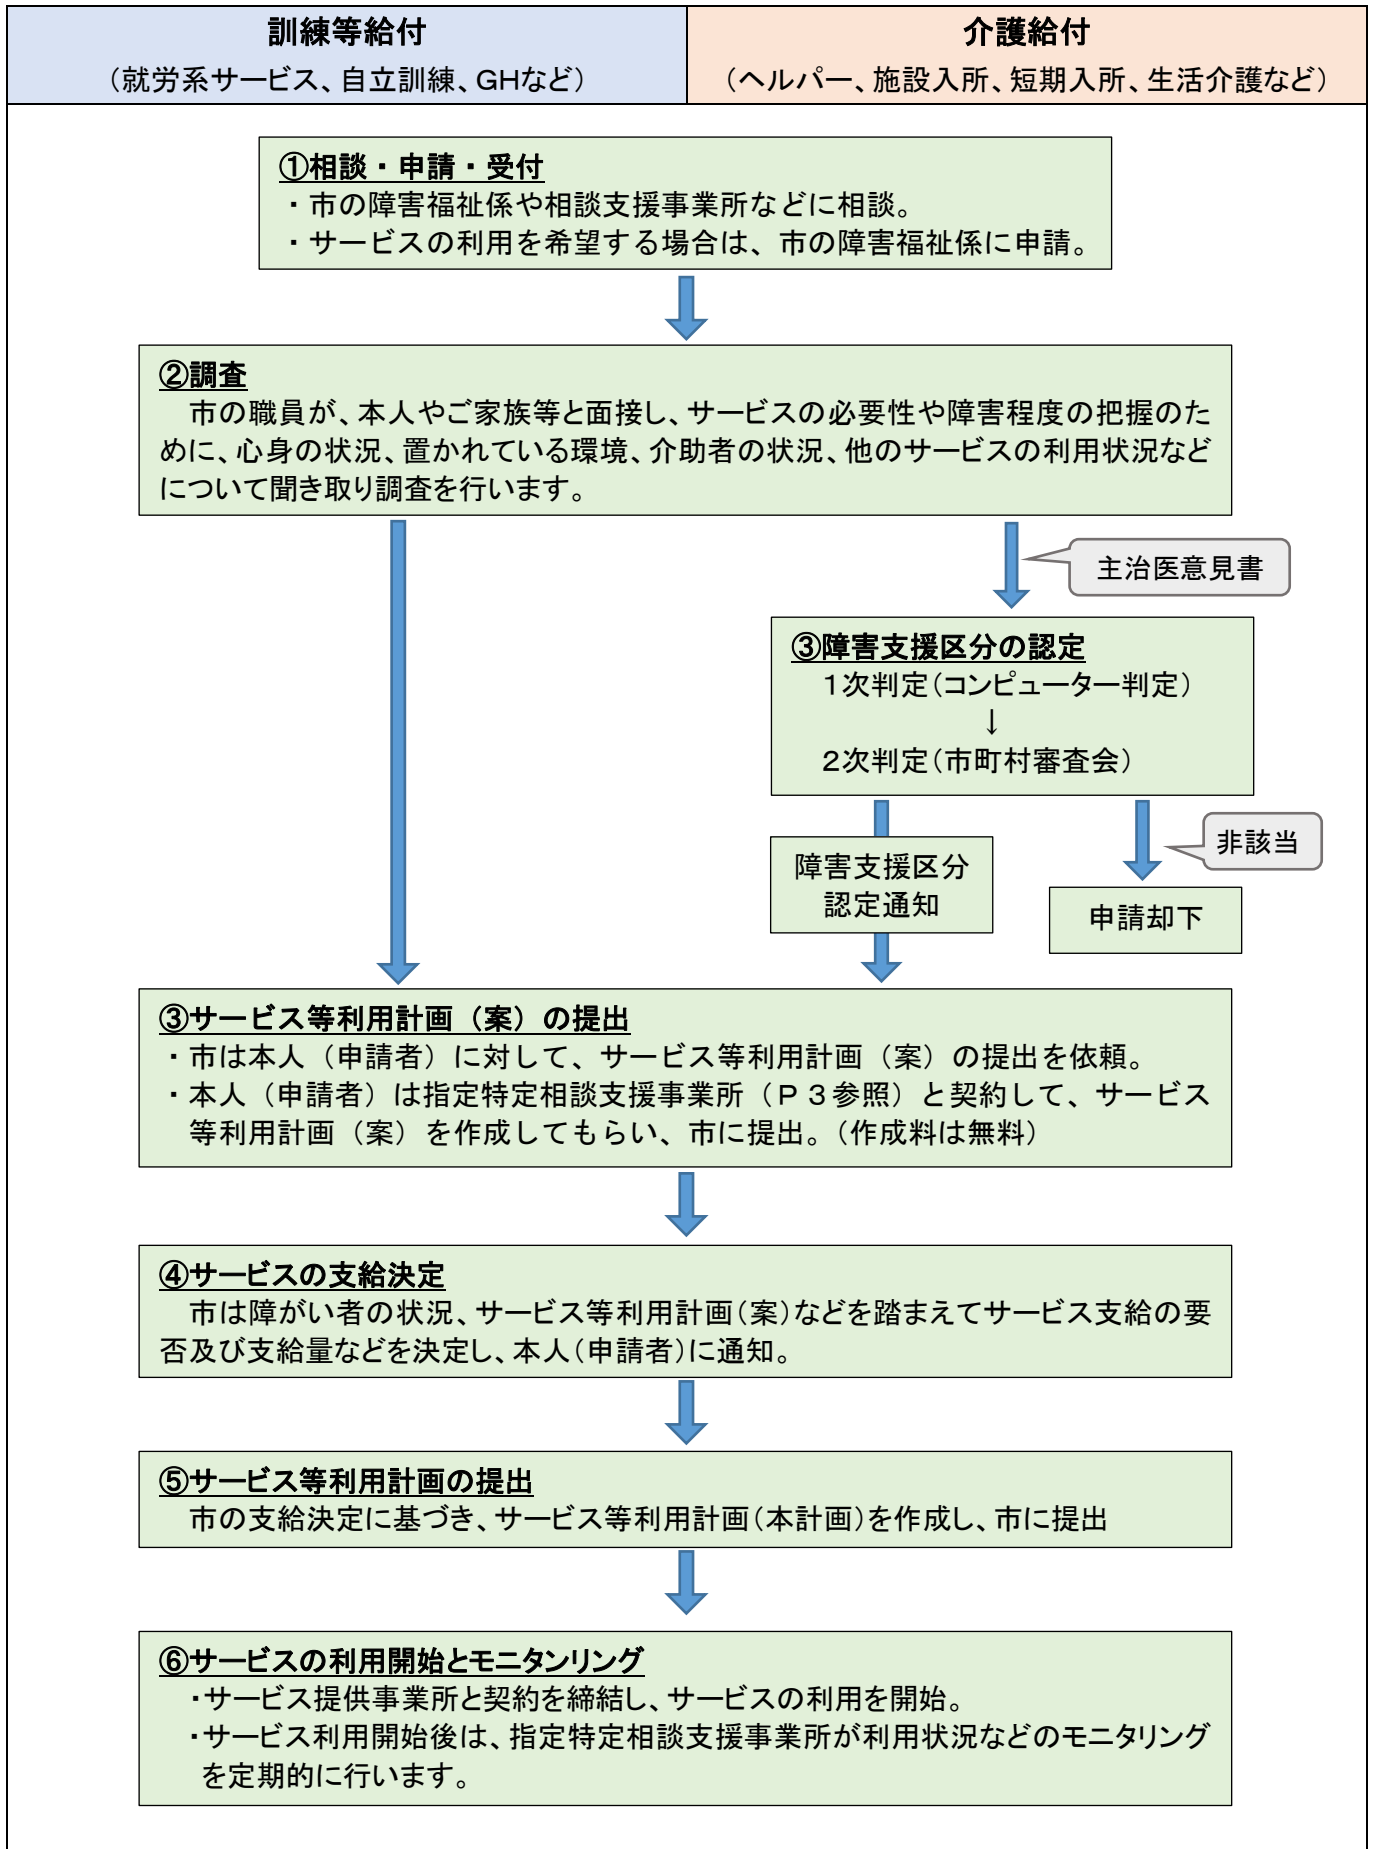 訓練等給付
（就労系サービス、自立訓練、GHなど）
介護給付
（ヘルパー、施設入所、短期入所、生活介護など）
①相談・申請・受付
・市の障害福祉係や相談支援事業所などに相談。
・サービスの利用を希望する場合は、市の障害福祉係に申請。
②調査
市の職員が、本人やご家族等と面接し、サービスの必要性や障害程度の把握のた
めに、心身の状況、置かれている環境、介助者の状況、他のサービスの利用状況など
について聞き取り調査を行います。
主治医意見書
③障害支援区分の認定
１次判定（コンピューター判定）
↓
２次判定（市町村審査会）
障害支援区分
認定通知
非該当
申請却下
③サービス等利用計画（案）の提出
・市は本人（申請者）に対して、サービス等利用計画（案）の提出を依頼。
・本人（申請者）は指定特定相談支援事業所（Ｐ３参照）と契約して、サービス
等利用計画（案）を作成してもらい、市に提出。（作成料は無料）
④サービスの支給決定
市は障がい者の状況、サービス等利用計画（案）などを踏まえてサービス支給の要
否及び支給量などを決定し、本人（申請者）に通知。
⑤サービス等利用計画の提出
市の支給決定に基づき、サービス等利用計画（本計画）を作成し、市に提出
⑥サービスの利用開始とモニタンリング
・サービス提供事業所と契約を締結し、サービスの利用を開始。
・サービス利用開始後は、指定特定相談支援事業所が利用状況などのモニタリング
を定期的に行います。